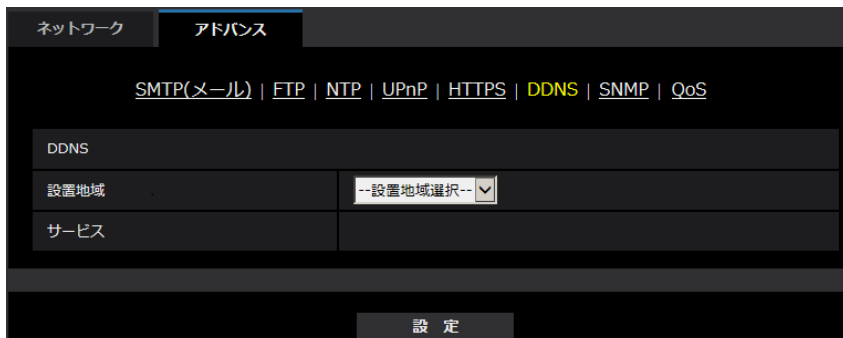 ネットワーク アドバンス
SMTP(メール) | FTP | NTP | UPnP | HTTPS | DDNS | SNMP | QoS
DDNS
設置地域 --設置地域選択--
サービス
設 定